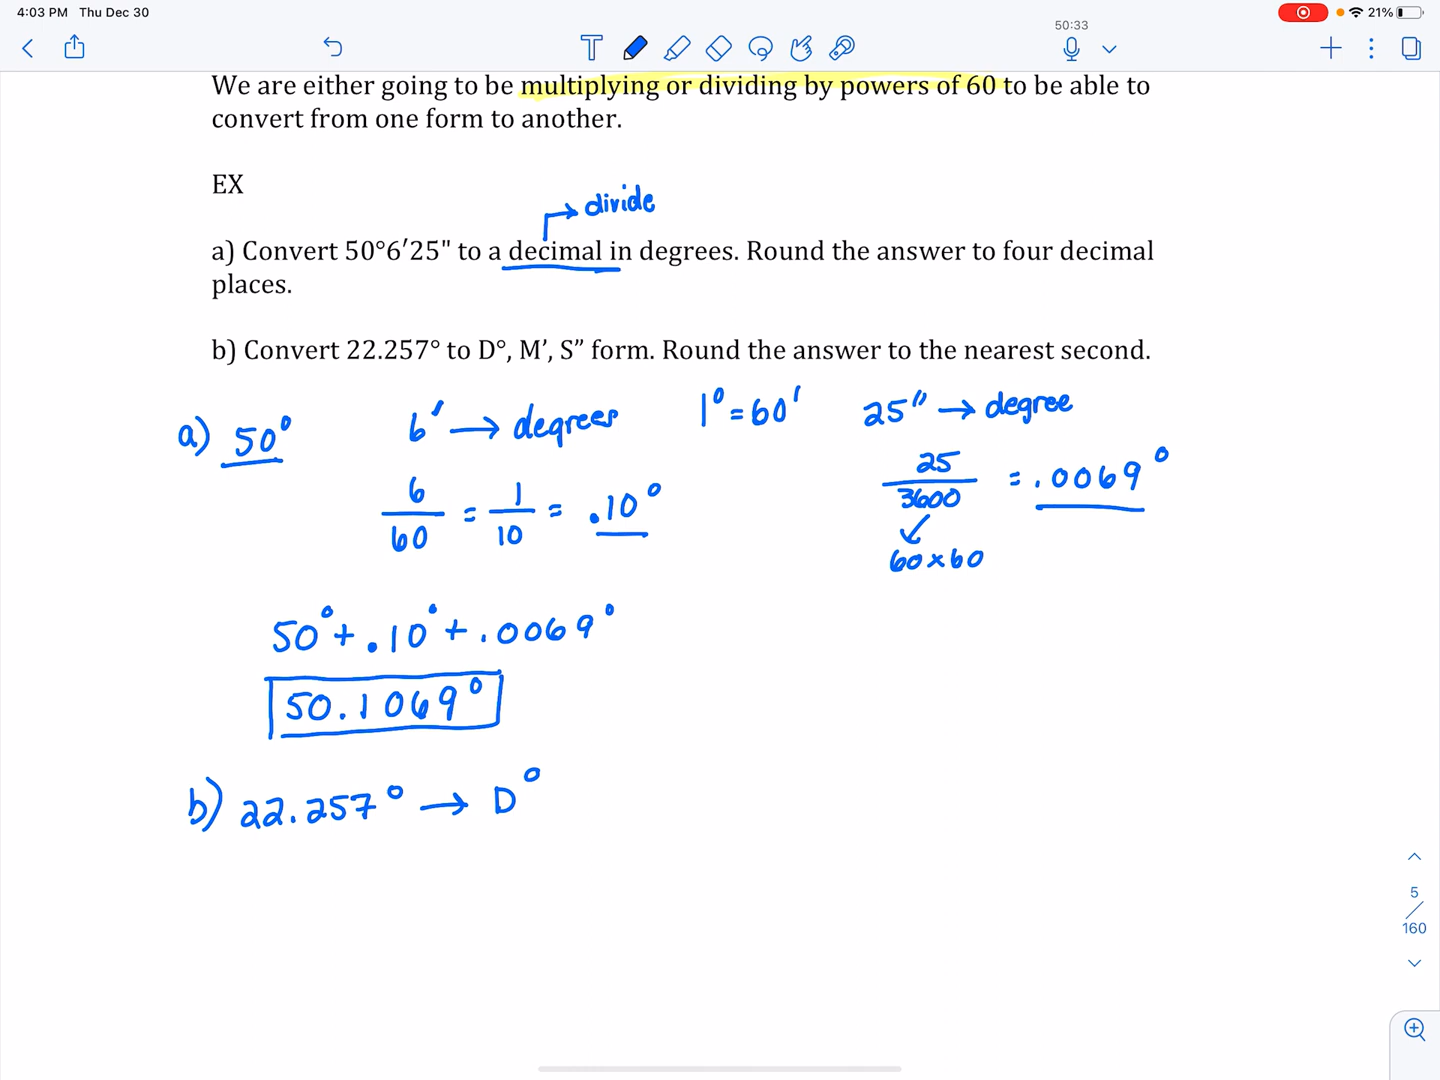 4:03 PM Thu Dec 30
21%
50:33
We are either going to be multiplying or dividing by powers of 60 to be able to
convert from one form to another.
EX
divide
a) Convert 50°6′25" to a decimal in degrees. Round the answer to four decimal
places.
b) Convert 22.257° to D°, M’, S” form. Round the answer to the nearest second.
a) 50° 6′ → degrees 1° = 60′ 25″ → degree
6/60 = 1/10 = .10° 25/3600 = .0069°
60 × 60
50° + .10° + .0069°
50.1069°
b) 22.257° → D°
5
/
160